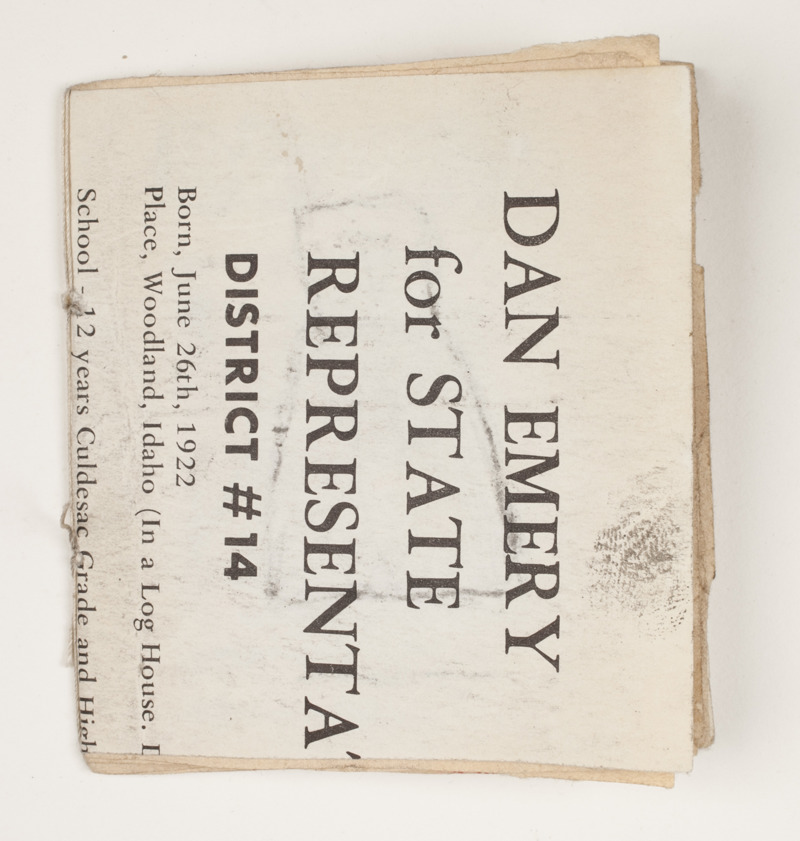 DAN EMERY
for STATE
REPRESENTA
DISTRICT #14
Born, June 26th, 1922
Place, Woodland, Idaho (In a Log House.
School - 12 years Culdesac Grade and High